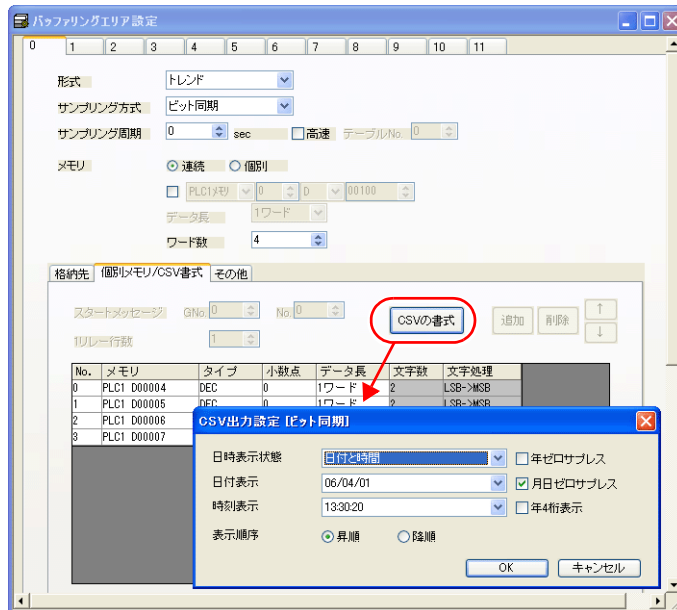 バッファリングエリア設定
0 1 2 3 4 5 6 7 8 9 10 11
形式 トレンド
サンプリング方式 ビット同期
サンプリング周期 0 sec 高速 テーブルNo. 0
メモリ 連続 個別
PLC1メモリ 0 D 00100
データ長 1ワード
ワード数 4
格納先 個別メモリ/CSV書式 その他
スタートメッセージ GNo. 0 No. 0 CSVの書式 追加 削除 ↑
1リレー行数 1 ↓
No. メモリ タイプ 小数点 データ長 文字数 文字処理
0 PLC1 D00004 DEC 0 1ワード 2 LSB->MSB
1 PLC1 D00005 DEC 0 1ワード 2 LSB->MSB
2 PLC1 D00006
3 PLC1 D00007
CSV出力設定 [ビット同期]
日時表示状態 日付と時間 年ゼロサプレス
日付表示 06/04/01 月日ゼロサプレス
時刻表示 13:30:20 年4桁表示
表示順序 昇順 降順
OK キャンセル